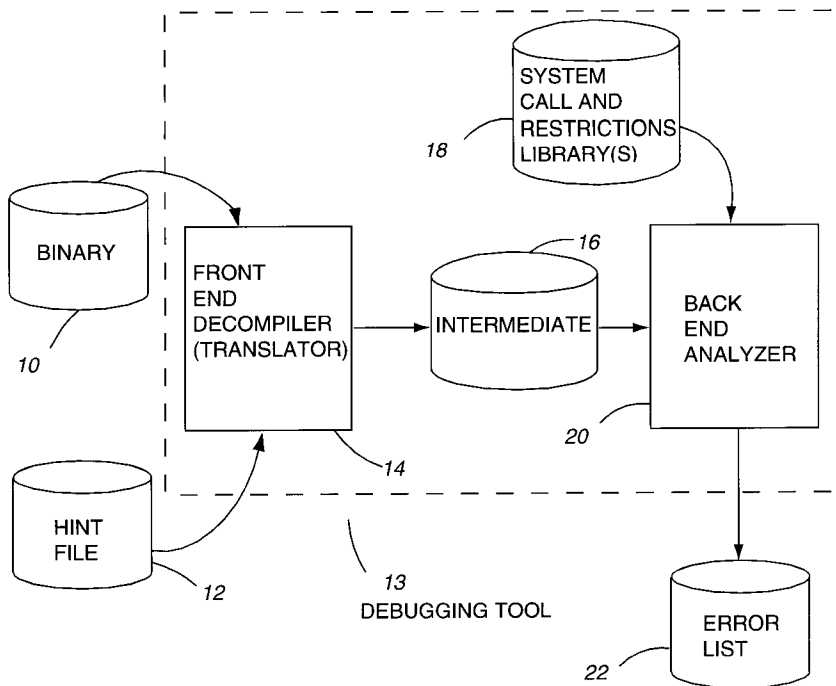 SYSTEM
CALL AND
RESTRICTIONS
LIBRARY(S)
18
BINARY
10
FRONT
END
DECOMPILER
(TRANSLATOR)
14
16
INTERMEDIATE
BACK
END
ANALYZER
20
HINT
FILE
12
13
DEBUGGING TOOL
ERROR
LIST
22